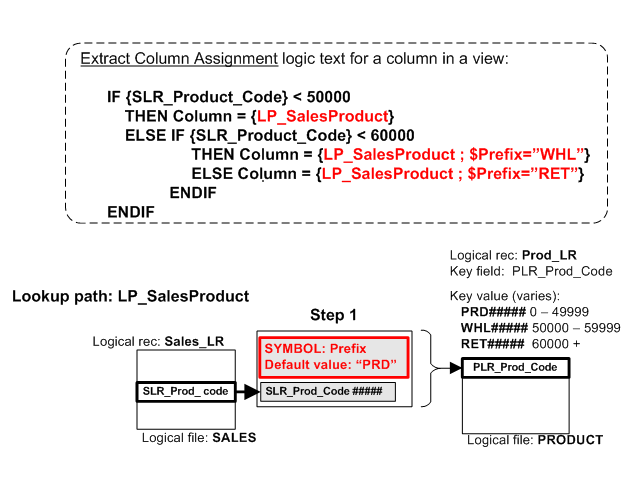 Extract Column Assignment logic text for a column in a view:
IF {SLR_Product_Code} < 50000
THEN Column = {LP_SalesProduct}
ELSE IF {SLR_Product_Code} < 60000
THEN Column = {LP_SalesProduct ; $Prefix=”WHL”}
ELSE Column = {LP_SalesProduct ; $Prefix=”RET”}
ENDIF
ENDIF
Logical rec: Prod_LR
Key field: PLR_Prod_Code
Lookup path: LP_SalesProduct
Key value (varies):
PRD##### 0 – 49999
WHL##### 50000 – 59999
RET##### 60000 +
Step 1
Logical rec: Sales_LR
SYMBOL: Prefix
Default value: “PRD”
PLR_Prod_Code
SLR_Prod_ code
SLR_Prod_Code #####
Logical file: SALES
Logical file: PRODUCT